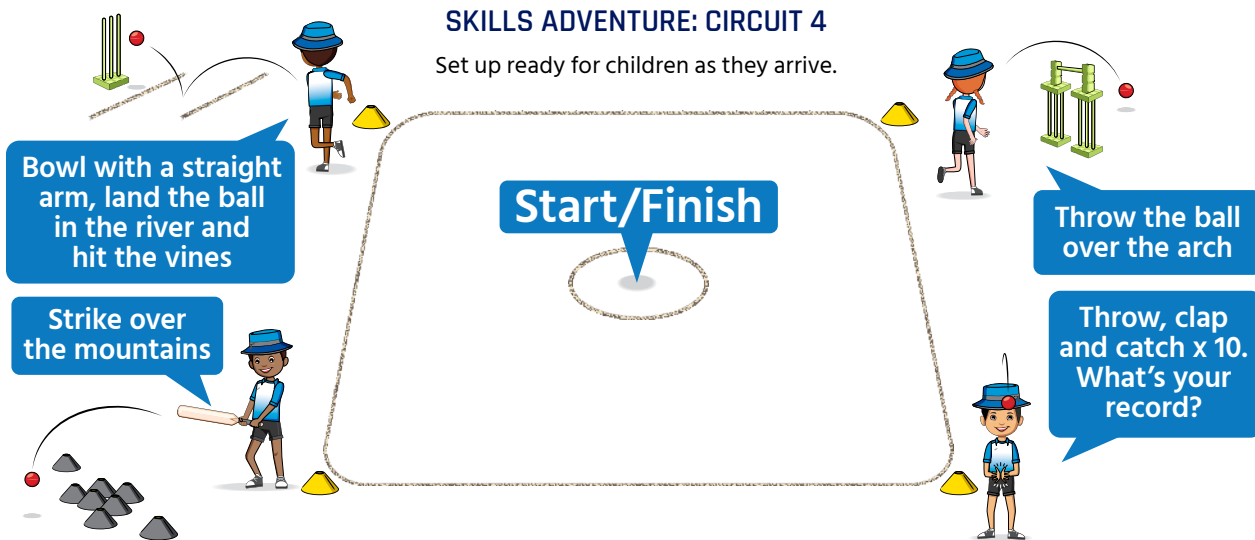 SKILLS ADVENTURE: CIRCUIT 4
Set up ready for children as they arrive.
Bowl with a straight
arm, land the ball
in the river and
hit the vines
Start/Finish
Throw the ball
over the arch
Strike over
the mountains
Throw, clap
and catch x 10.
What's your
record?